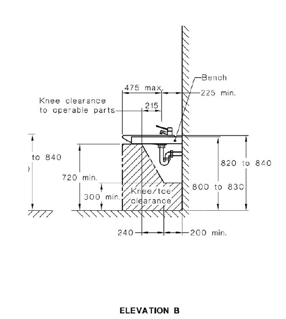 475 max.
Bench
215
225 min.
Knee clearance
to operable parts
to 840
820 to 840
720 min.
300 min.
Knee/toe
clearance
800 to 830
240
200 min.
ELEVATION B